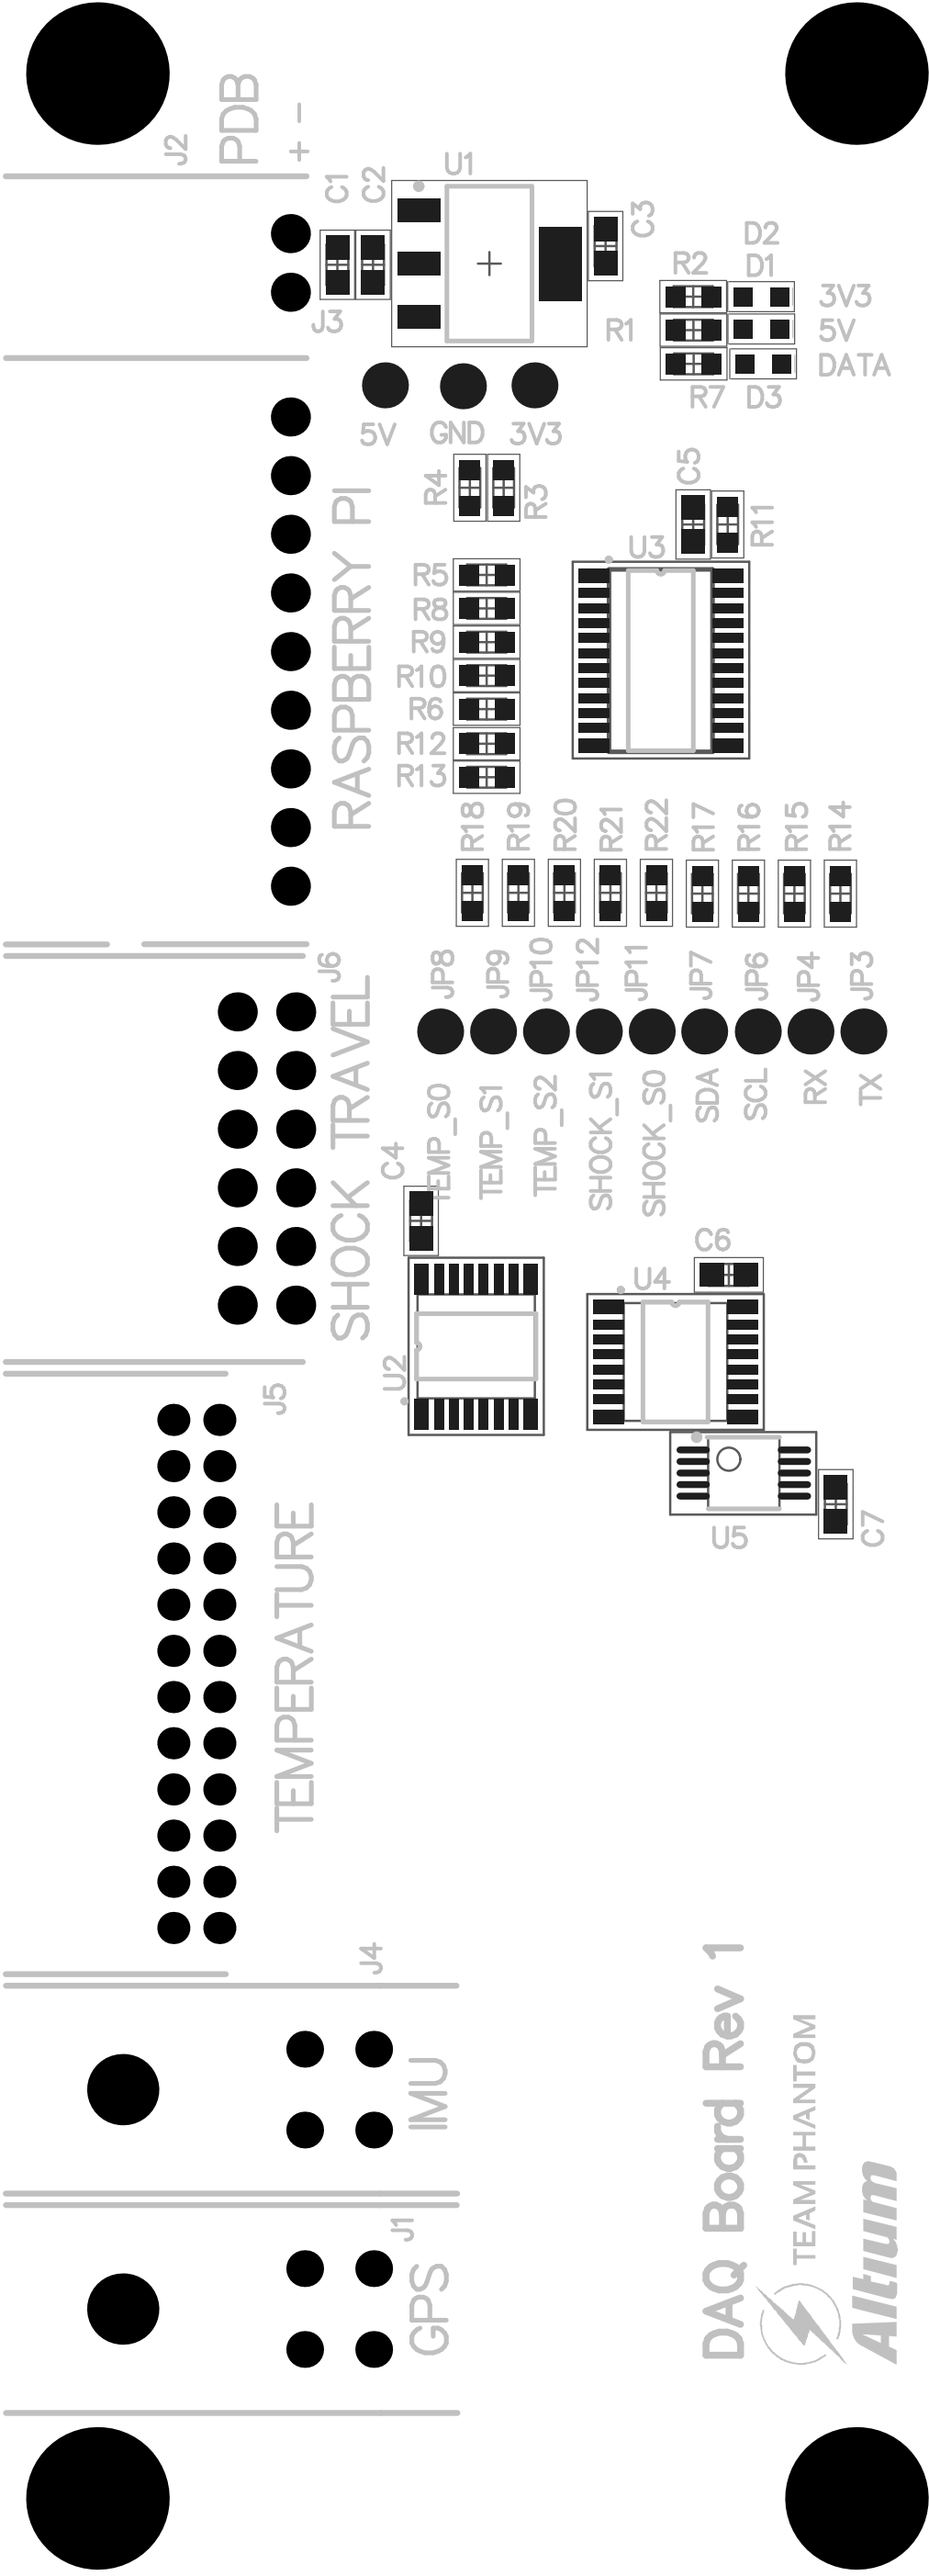 J2
PDB
+ -
C1
C2
U1
C3
D2
R2
D1
3V3
J3
R1
5V
DATA
R7
D3
5V
GND
3V3
R4
R3
C5
R11
RASPBERRY PI
U3
R5
R8
R9
R10
R6
R12
R13
R18
R19
R20
R21
R22
R17
R16
R15
R14
J6
SHOCK TRAVEL
JP8
JP9
JP10
JP12
JP11
JP7
JP6
JP4
JP3
TEMP_S0
TEMP_S1
TEMP_S2
SHOCK_S1
SHOCK_S0
SDA
SCL
RX
TX
C4
C6
U4
U2
J5
U5
C7
TEMPERATURE
J4
IMU
J1
GPS
DAQ Board Rev 1
TEAM PHANTOM
Altium